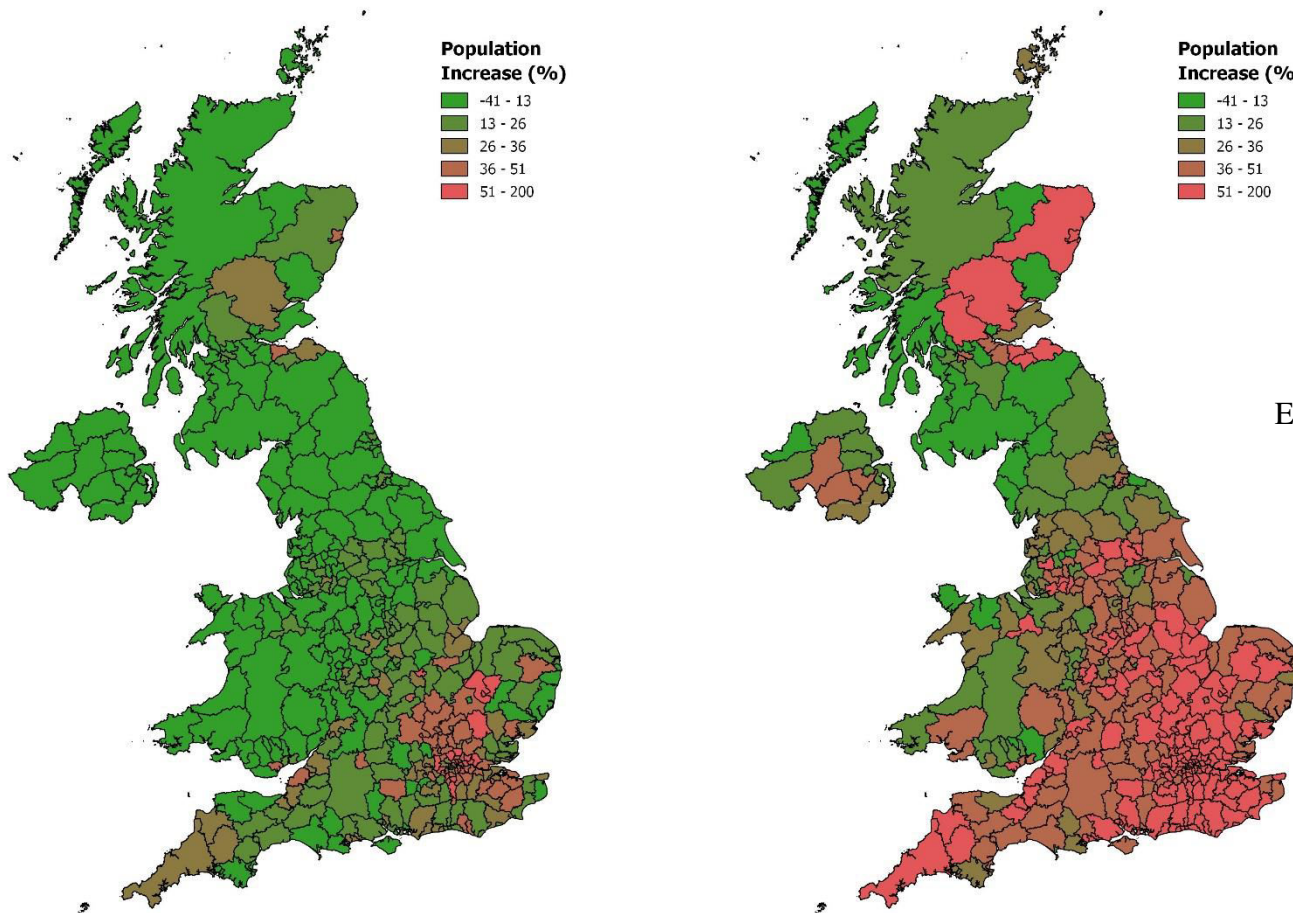 Population
Increase (%)
-41 - 13
13 - 26
26 - 36
36 - 51
51 - 200
Population
Increase (%
-41 - 13
13 - 26
26 - 36
36 - 51
51 - 200
E